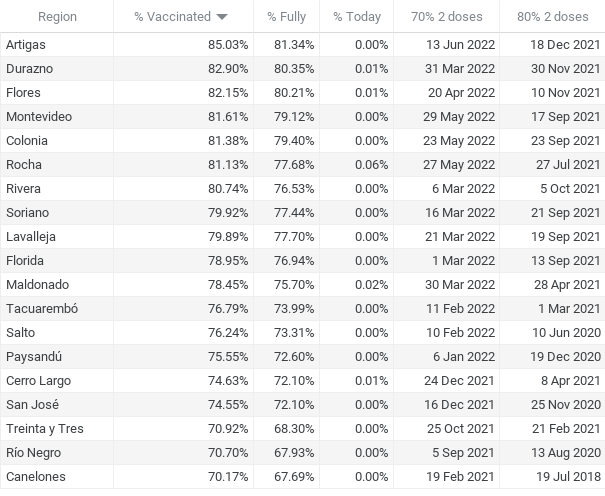 Region % Vaccinated % Fully % Today 70% 2 doses 80% 2 doses
Artigas 85.03% 81.34% 0.00% 13 Jun 2022 18 Dec 2021
Durazno 82.90% 80.35% 0.01% 31 Mar 2022 30 Nov 2021
Flores 82.15% 80.21% 0.01% 20 Apr 2022 10 Nov 2021
Montevideo 81.61% 79.12% 0.00% 29 May 2022 17 Sep 2021
Colonia 81.38% 79.40% 0.00% 23 May 2022 23 Sep 2021
Rocha 81.13% 77.68% 0.06% 27 May 2022 27 Jul 2021
Rivera 80.74% 76.53% 0.00% 6 Mar 2022 5 Oct 2021
Soriano 79.92% 77.44% 0.00% 16 Mar 2022 21 Sep 2021
Lavalleja 79.89% 77.70% 0.00% 21 Mar 2022 19 Sep 2021
Florida 78.95% 76.94% 0.00% 1 Mar 2022 13 Sep 2021
Maldonado 78.45% 75.70% 0.02% 30 Mar 2022 28 Apr 2021
Tacuarembó 76.79% 73.99% 0.00% 11 Feb 2022 1 Mar 2021
Salto 76.24% 73.31% 0.00% 10 Feb 2022 10 Jun 2020
Paysandú 75.55% 72.60% 0.00% 6 Jan 2022 19 Dec 2020
Cerro Largo 74.63% 72.10% 0.01% 24 Dec 2021 8 Apr 2021
San José 74.55% 72.10% 0.00% 16 Dec 2021 25 Nov 2020
Treinta y Tres 70.92% 68.30% 0.00% 25 Oct 2021 21 Feb 2021
Río Negro 70.70% 67.93% 0.00% 5 Sep 2021 13 Aug 2020
Canelones 70.17% 67.69% 0.00% 19 Feb 2021 19 Jul 2018